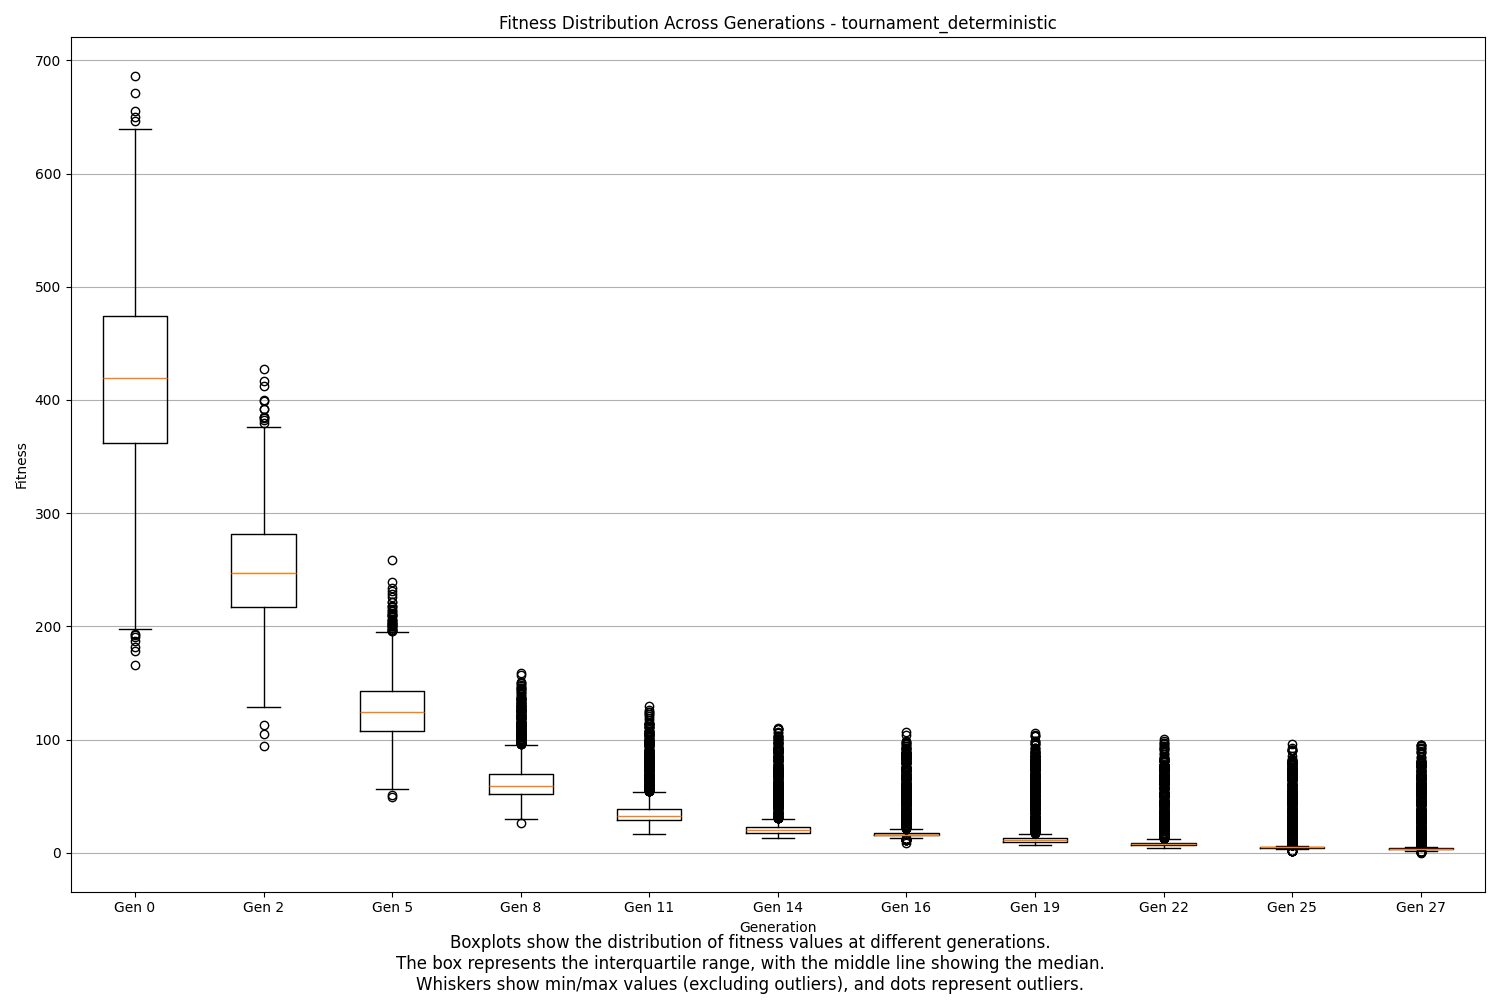 Fitness Distribution Across Generations - tournament_deterministic
700
600
500
400
300
200
100
0
Fitness
Gen 0 Gen 2 Gen 5 Gen 8 Gen 11 Gen 14 Gen 16 Gen 19 Gen 22 Gen 25 Gen 27
Generation
Boxplots show the distribution of fitness values at different generations.
The box represents the interquartile range, with the middle line showing the median.
Whiskers show min/max values (excluding outliers), and dots represent outliers.